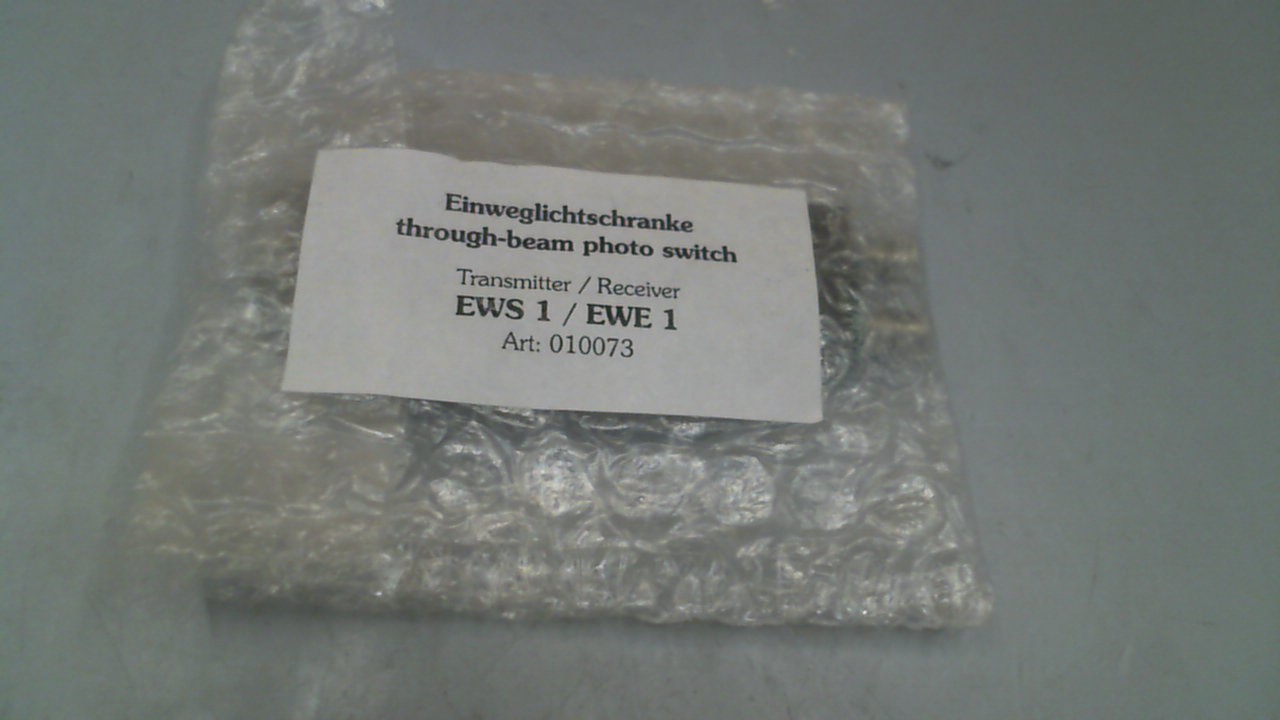 Einweglichtschranke
through-beam photo switch
Transmitter / Receiver
EWS 1 / EWE 1
Art: 010073